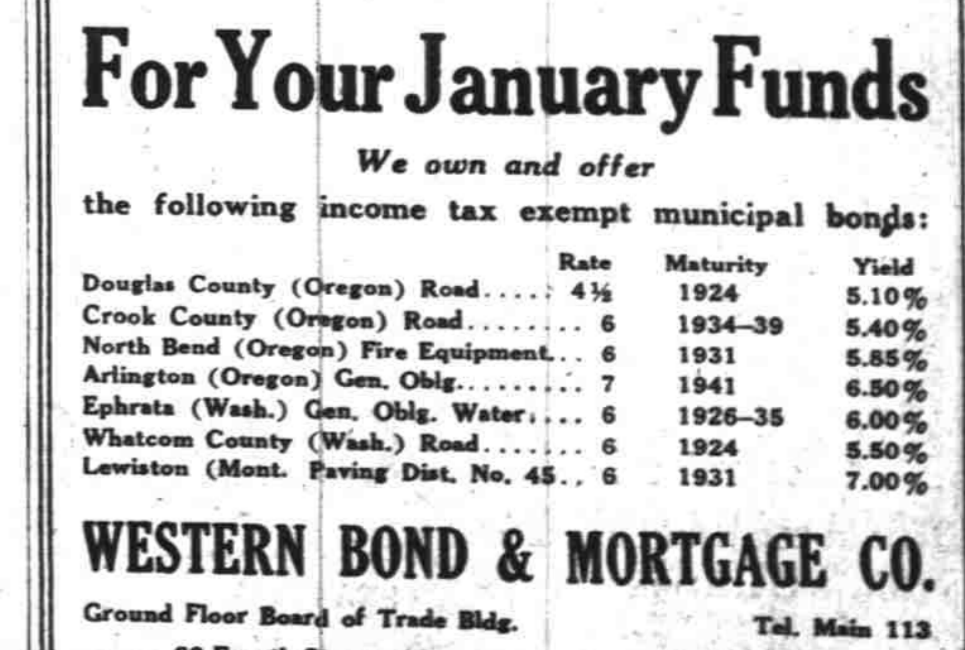 For Your January Funds
We own and offer
the following income tax exempt municipal bonds:
Rate Maturity Yield
Douglas County (Oregon) Road..... 4½ 1924 5.10%
Crook County (Oregon) Road........ 6 1934–39 5.40%
North Bend (Oregon) Fire Equipment... 6 1931 5.85%
Arlington (Oregon) Gen. Oblg......... 7 1941 6.50%
Ephrata (Wash.) Gen. Oblg. Water.... 6 1926–35 6.00%
Whatcom County (Wash.) Road....... 6 1924 5.50%
Lewiston (Mont. Paving Dist. No. 45.. 6 1931 7.00%
WESTERN BOND & MORTGAGE CO.
Ground Floor Board of Trade Bldg.
Tel. Main 113